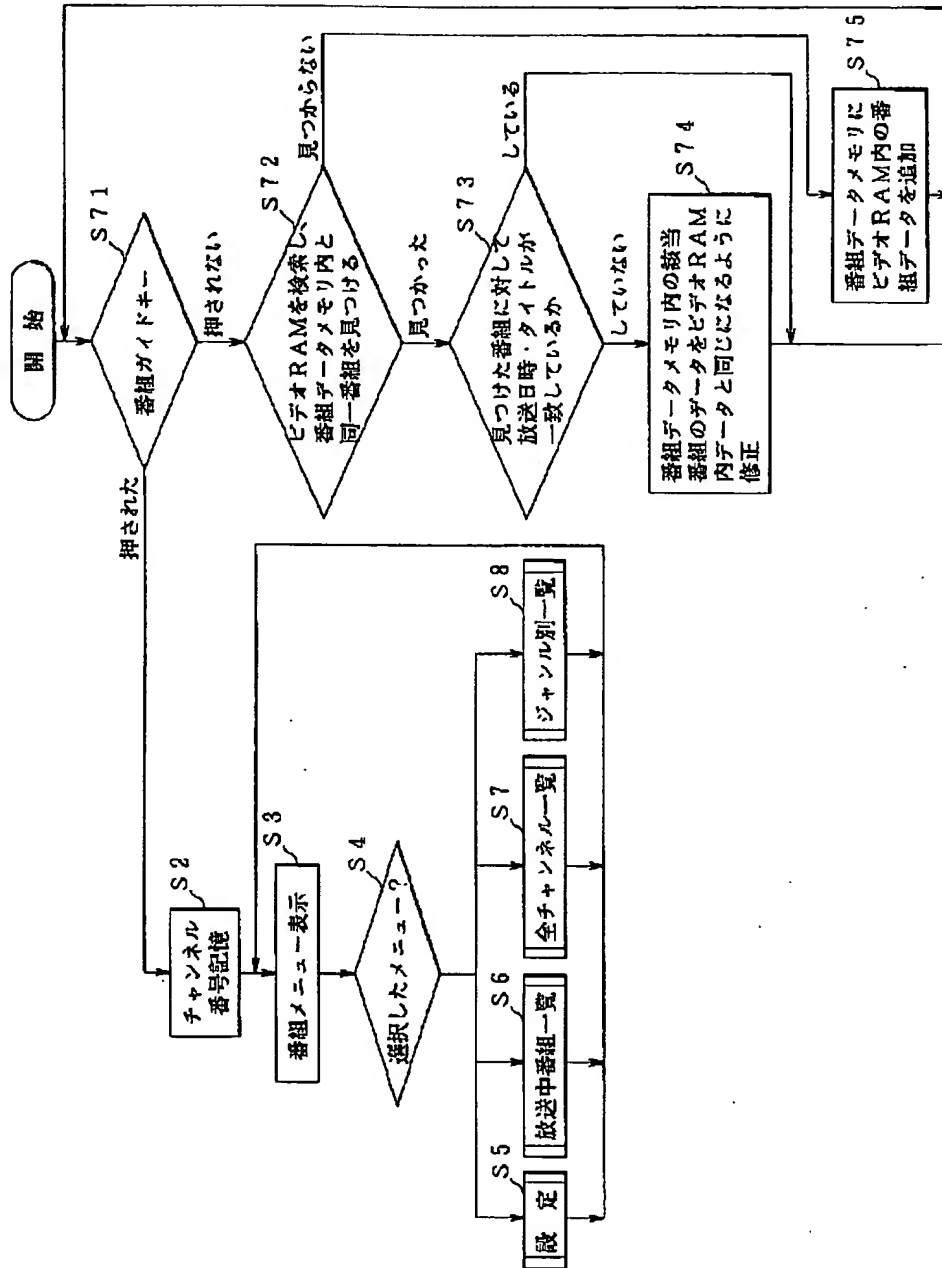 開 始
S71
番組ガイドキー
押された
押されない
S72
ビデオRAMを検索し、
番組データメモリ内と
同一番組を見つける
見つからない
見つかった
S73
見つけた番組に対して
放送日時・タイトルが
一致しているか
している
していない
S74
番組データメモリ内の該当
番組のデータをビデオRAM
内データと同じになるように
修正
S75
番組データメモリに
ビデオRAM内の番
組データを追加
S2
チャンネル
番号記憶
S3
番組メニュー表示
S4
選択したメニュー?
S5
設 定
S6
放送中番組一覧
S7
全チャンネル一覧
S8
ジャンル別一覧